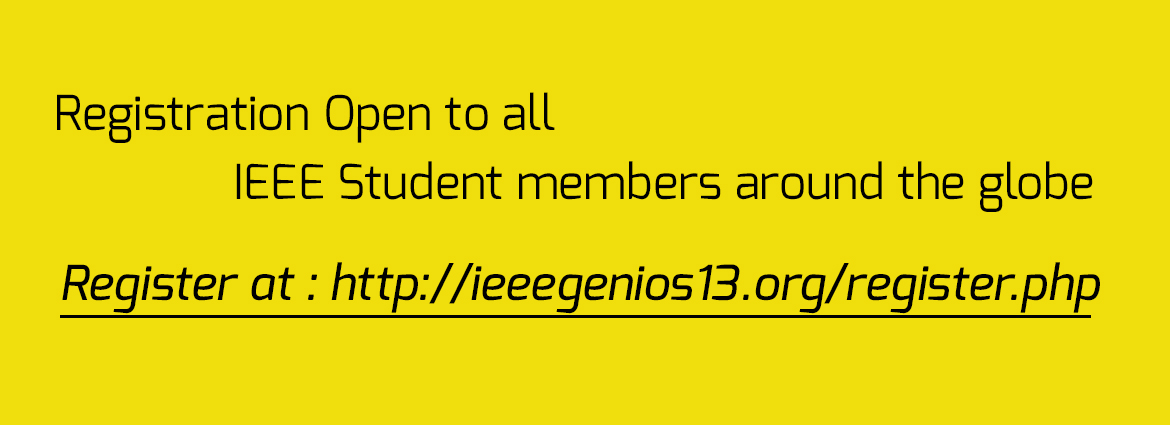 Registration Open to all
IEEE Student members around the globe
Register at : http://ieeegenios13.org/register.php